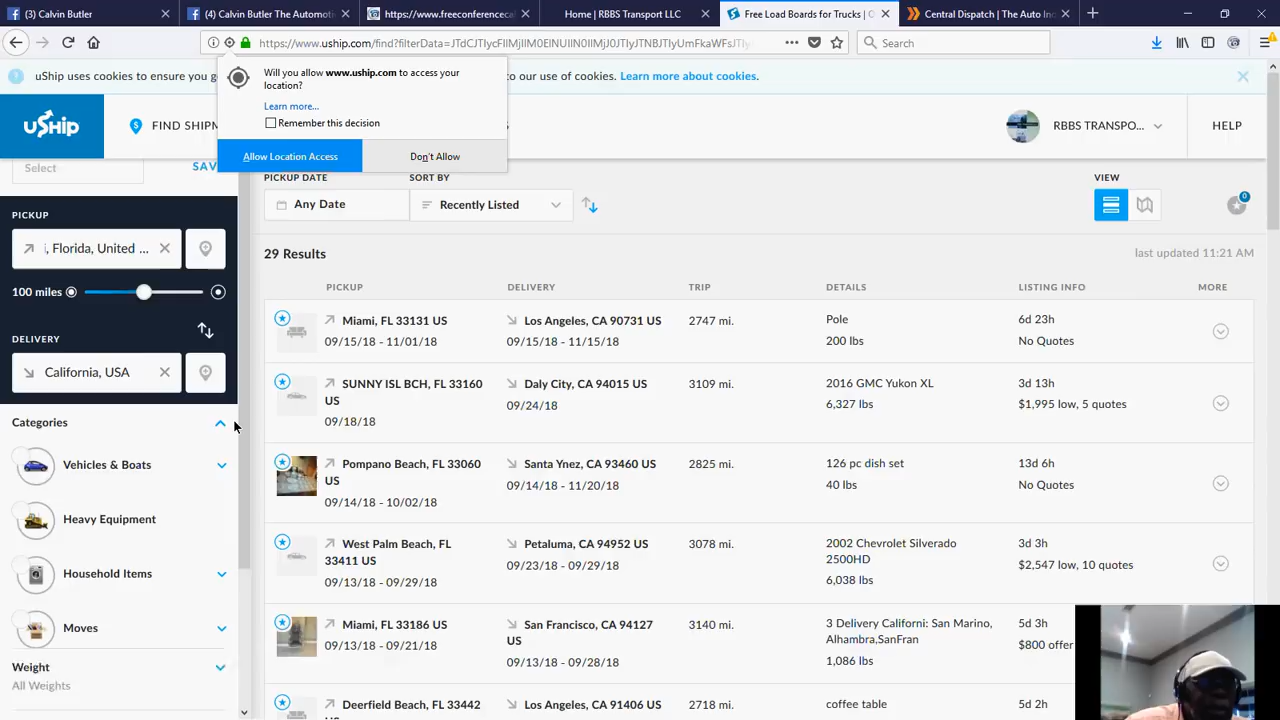 (3) Calvin Butler
(4) Calvin Butler The Automotiv
https://www.freeconferencecal
Home | RBBS Transport LLC
Free Load Boards for Trucks | C
Central Dispatch | The Auto Ind
https://www.uship.com/find?filterData=
Search
uShip uses cookies to ensure you g
to our use of cookies. Learn more about cookies.
Will you allow www.uship.com to access your
location?
Learn more...
Remember this decision
Allow Location Access
Don't Allow
uShip
FIND SHIPM
S
RBBS TRANSPO...
HELP
Select
SAV
PICKUP DATE
SORT BY
VIEW
Any Date
Recently Listed
0
PICKUP
, Florida, United ...
100 miles
DELIVERY
California, USA
Categories
Vehicles & Boats
Heavy Equipment
Household Items
Moves
Weight
All Weights
29 Results
last updated 11:21 AM
PICKUP DELIVERY TRIP DETAILS LISTING INFO MORE
Miami, FL 33131 US Los Angeles, CA 90731 US 2747 mi. Pole 6d 23h
09/15/18 - 11/01/18 09/15/18 - 11/15/18 200 lbs No Quotes
SUNNY ISL BCH, FL 33160 Daly City, CA 94015 US 3109 mi. 2016 GMC Yukon XL 3d 13h
US 09/24/18 6,327 lbs $1,995 low, 5 quotes
09/18/18
Pompano Beach, FL 33060 Santa Ynez, CA 93460 US 2825 mi. 126 pc dish set 13d 6h
US 09/14/18 - 11/20/18 40 lbs No Quotes
09/14/18 - 10/02/18
West Palm Beach, FL Petaluma, CA 94952 US 3078 mi. 2002 Chevrolet Silverado 3d 3h
33411 US 09/23/18 - 09/29/18 2500HD $2,547 low, 10 quotes
09/13/18 - 09/29/18 6,038 lbs
Miami, FL 33186 US San Francisco, CA 94127 3140 mi. 3 Delivery Californi: San Marino, 5d 3h
09/13/18 - 09/21/18 US Alhambra,SanFran $800 offer
09/13/18 - 09/28/18 1,086 lbs
Deerfield Beach, FL 33442 Los Angeles, CA 91406 US 2718 mi. coffee table 5d 2h